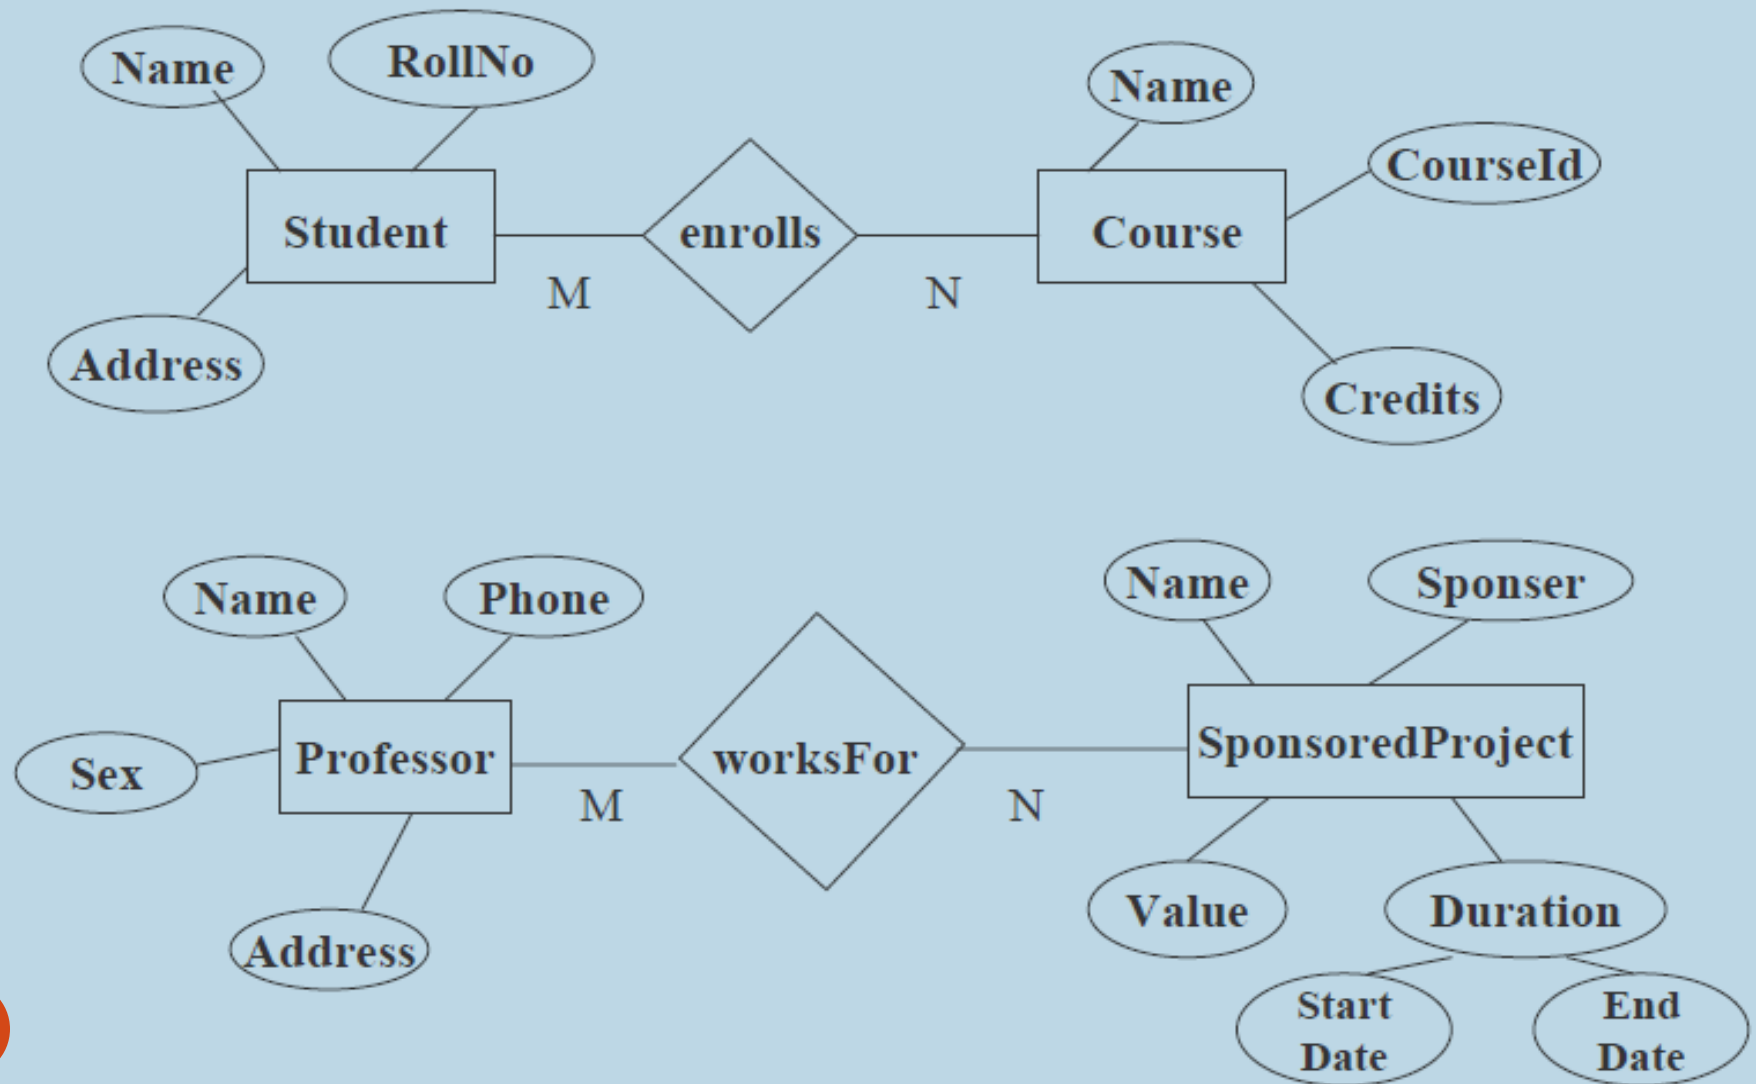 Name
RollNo
Name
CourseId
Student
enrolls
Course
M
N
Address
Credits
Name
Phone
Name
Sponser
Sex
Professor
worksFor
SponsoredProject
M
N
Address
Value
Duration
Start
Date
End
Date